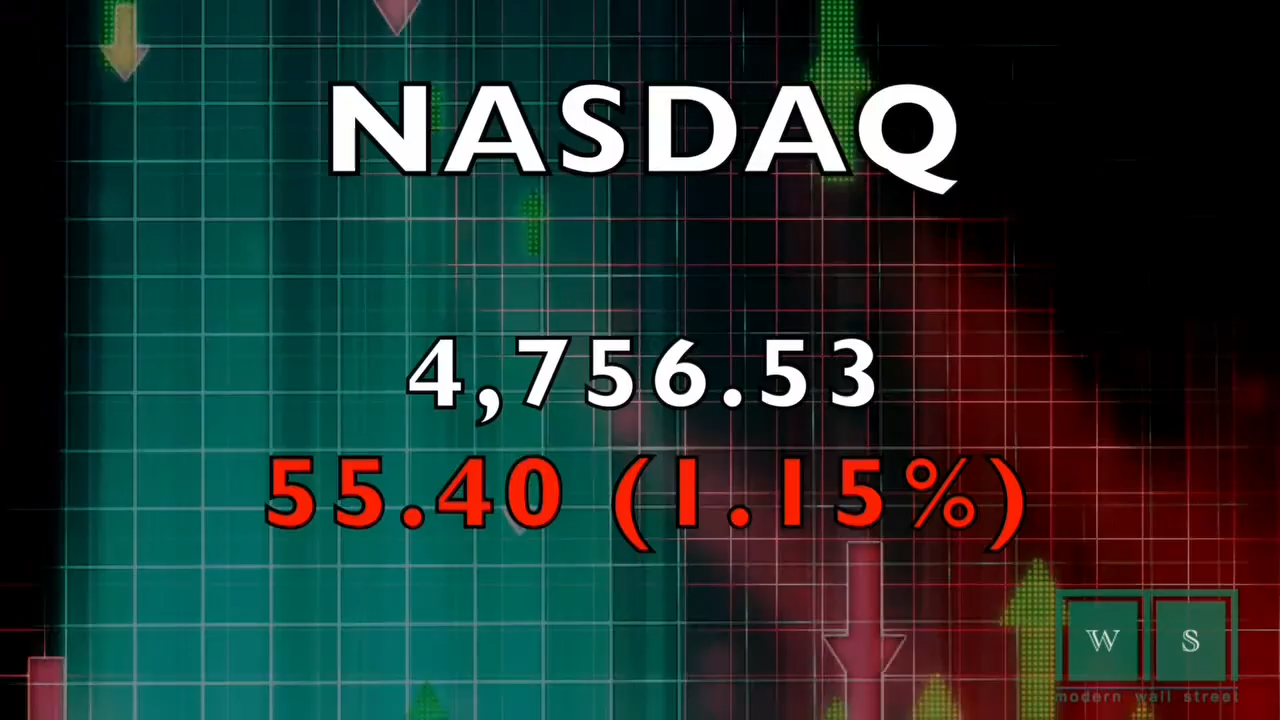 NASDAQ
4,756.53
55.40 (1.15%)
W S
modern wall street